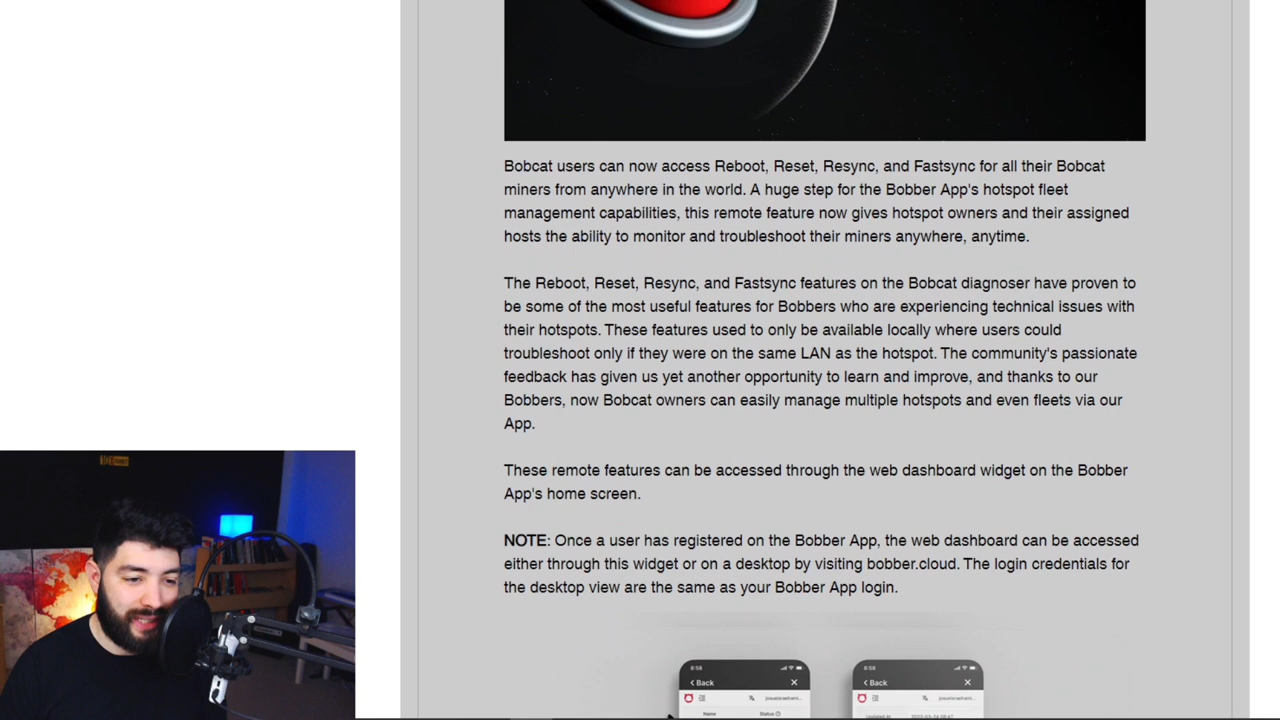 Bobcat users can now access Reboot, Reset, Resync, and Fastsync for all their Bobcat
miners from anywhere in the world. A huge step for the Bobber App's hotspot fleet
management capabilities, this remote feature now gives hotspot owners and their assigned
hosts the ability to monitor and troubleshoot their miners anywhere, anytime.
The Reboot, Reset, Resync, and Fastsync features on the Bobcat diagnoser have proven to
be some of the most useful features for Bobbers who are experiencing technical issues with
their hotspots. These features used to only be available locally where users could
troubleshoot only if they were on the same LAN as the hotspot. The community's passionate
feedback has given us yet another opportunity to learn and improve, and thanks to our
Bobbers, now Bobcat owners can easily manage multiple hotspots and even fleets via our
App.
These remote features can be accessed through the web dashboard widget on the Bobber
App's home screen.
NOTE: Once a user has registered on the Bobber App, the web dashboard can be accessed
either through this widget or on a desktop by visiting bobber.cloud. The login credentials for
the desktop view are the same as your Bobber App login.
8:58
8:58
Back
Back
Name Status